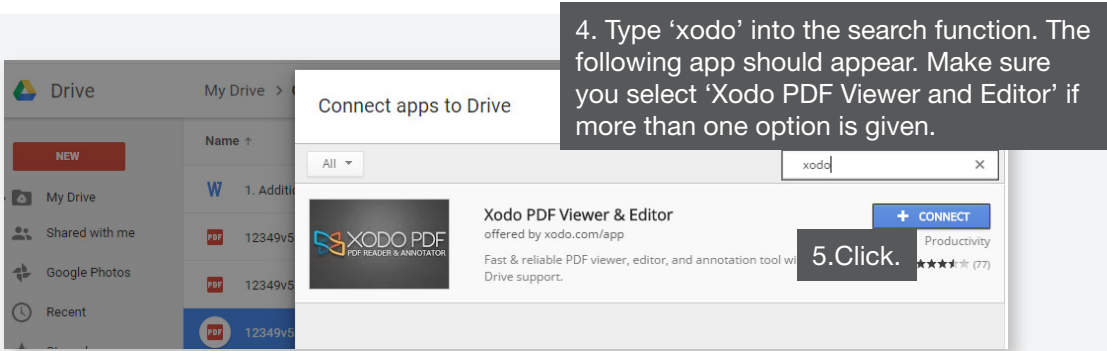 4. Type ‘xodo’ into the search function. The
following app should appear. Make sure
you select ‘Xodo PDF Viewer and Editor’ if
more than one option is given.
Drive
My Drive >
Connect apps to Drive
NEW
Name ↑
All
xodo
×
My Drive
W
1. Additi
Shared with me
PDF
12349v5
Google Photos
PDF
12349v5
Recent
PDF
12349v5
XODO PDF
PDF READER & ANNOTATOR
Xodo PDF Viewer & Editor
offered by xodo.com/app
Fast & reliable PDF viewer, editor, and annotation tool
Drive support.
+ CONNECT
Productivity
(77)
5.Click.